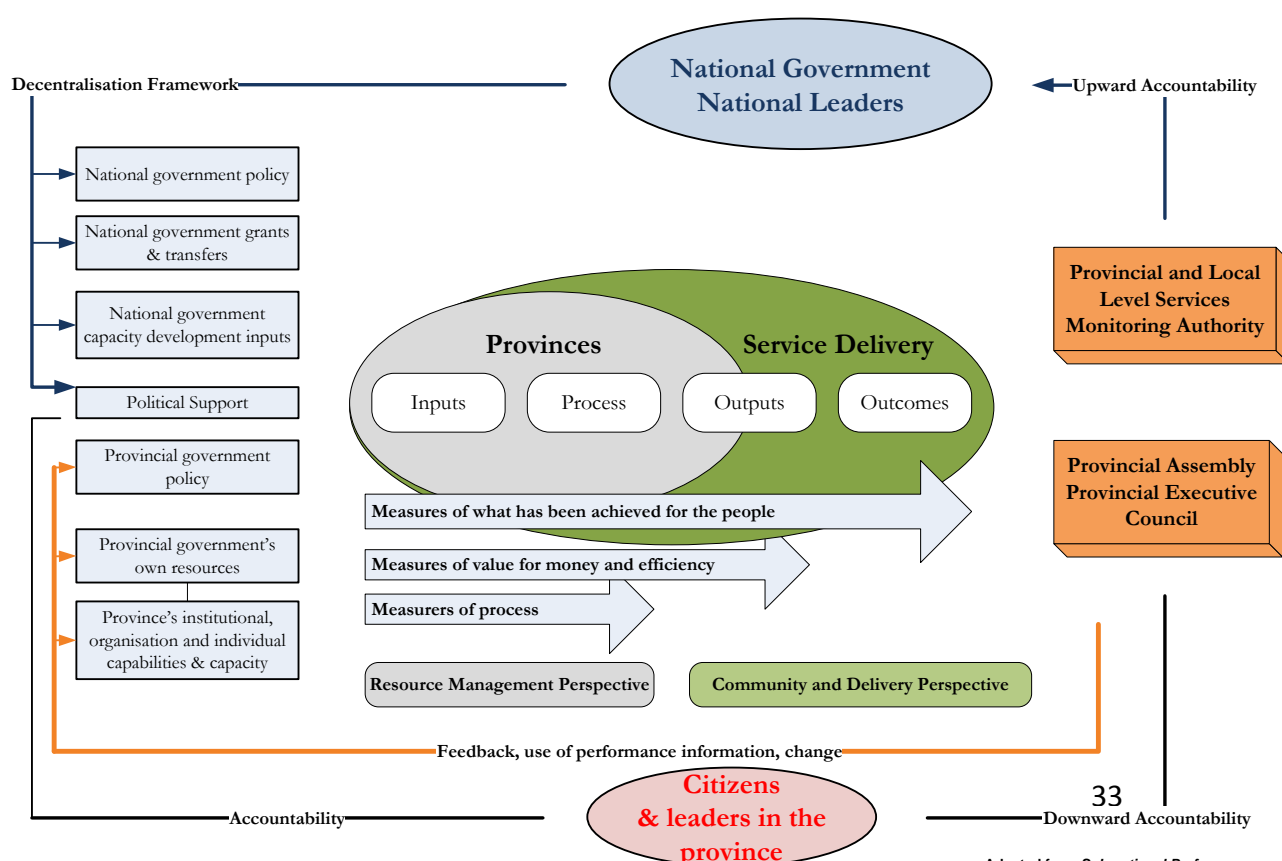 National Government
National Leaders
Decentralisation Framework
Upward Accountability
National government policy
National government grants
& transfers
National government
capacity development inputs
Political Support
Provincial government
policy
Provincial government's
own resources
Province's institutional,
organisation and individual
capabilities & capacity
Provinces
Service Delivery
Inputs
Process
Outputs
Outcomes
Measures of what has been achieved for the people
Measures of value for money and efficiency
Measurers of process
Resource Management Perspective
Community and Delivery Perspective
Provincial and Local
Level Services
Monitoring Authority
Provincial Assembly
Provincial Executive
Council
Feedback, use of performance information, change
Citizens
& leaders in the
province
Accountability
33
Downward Accountability